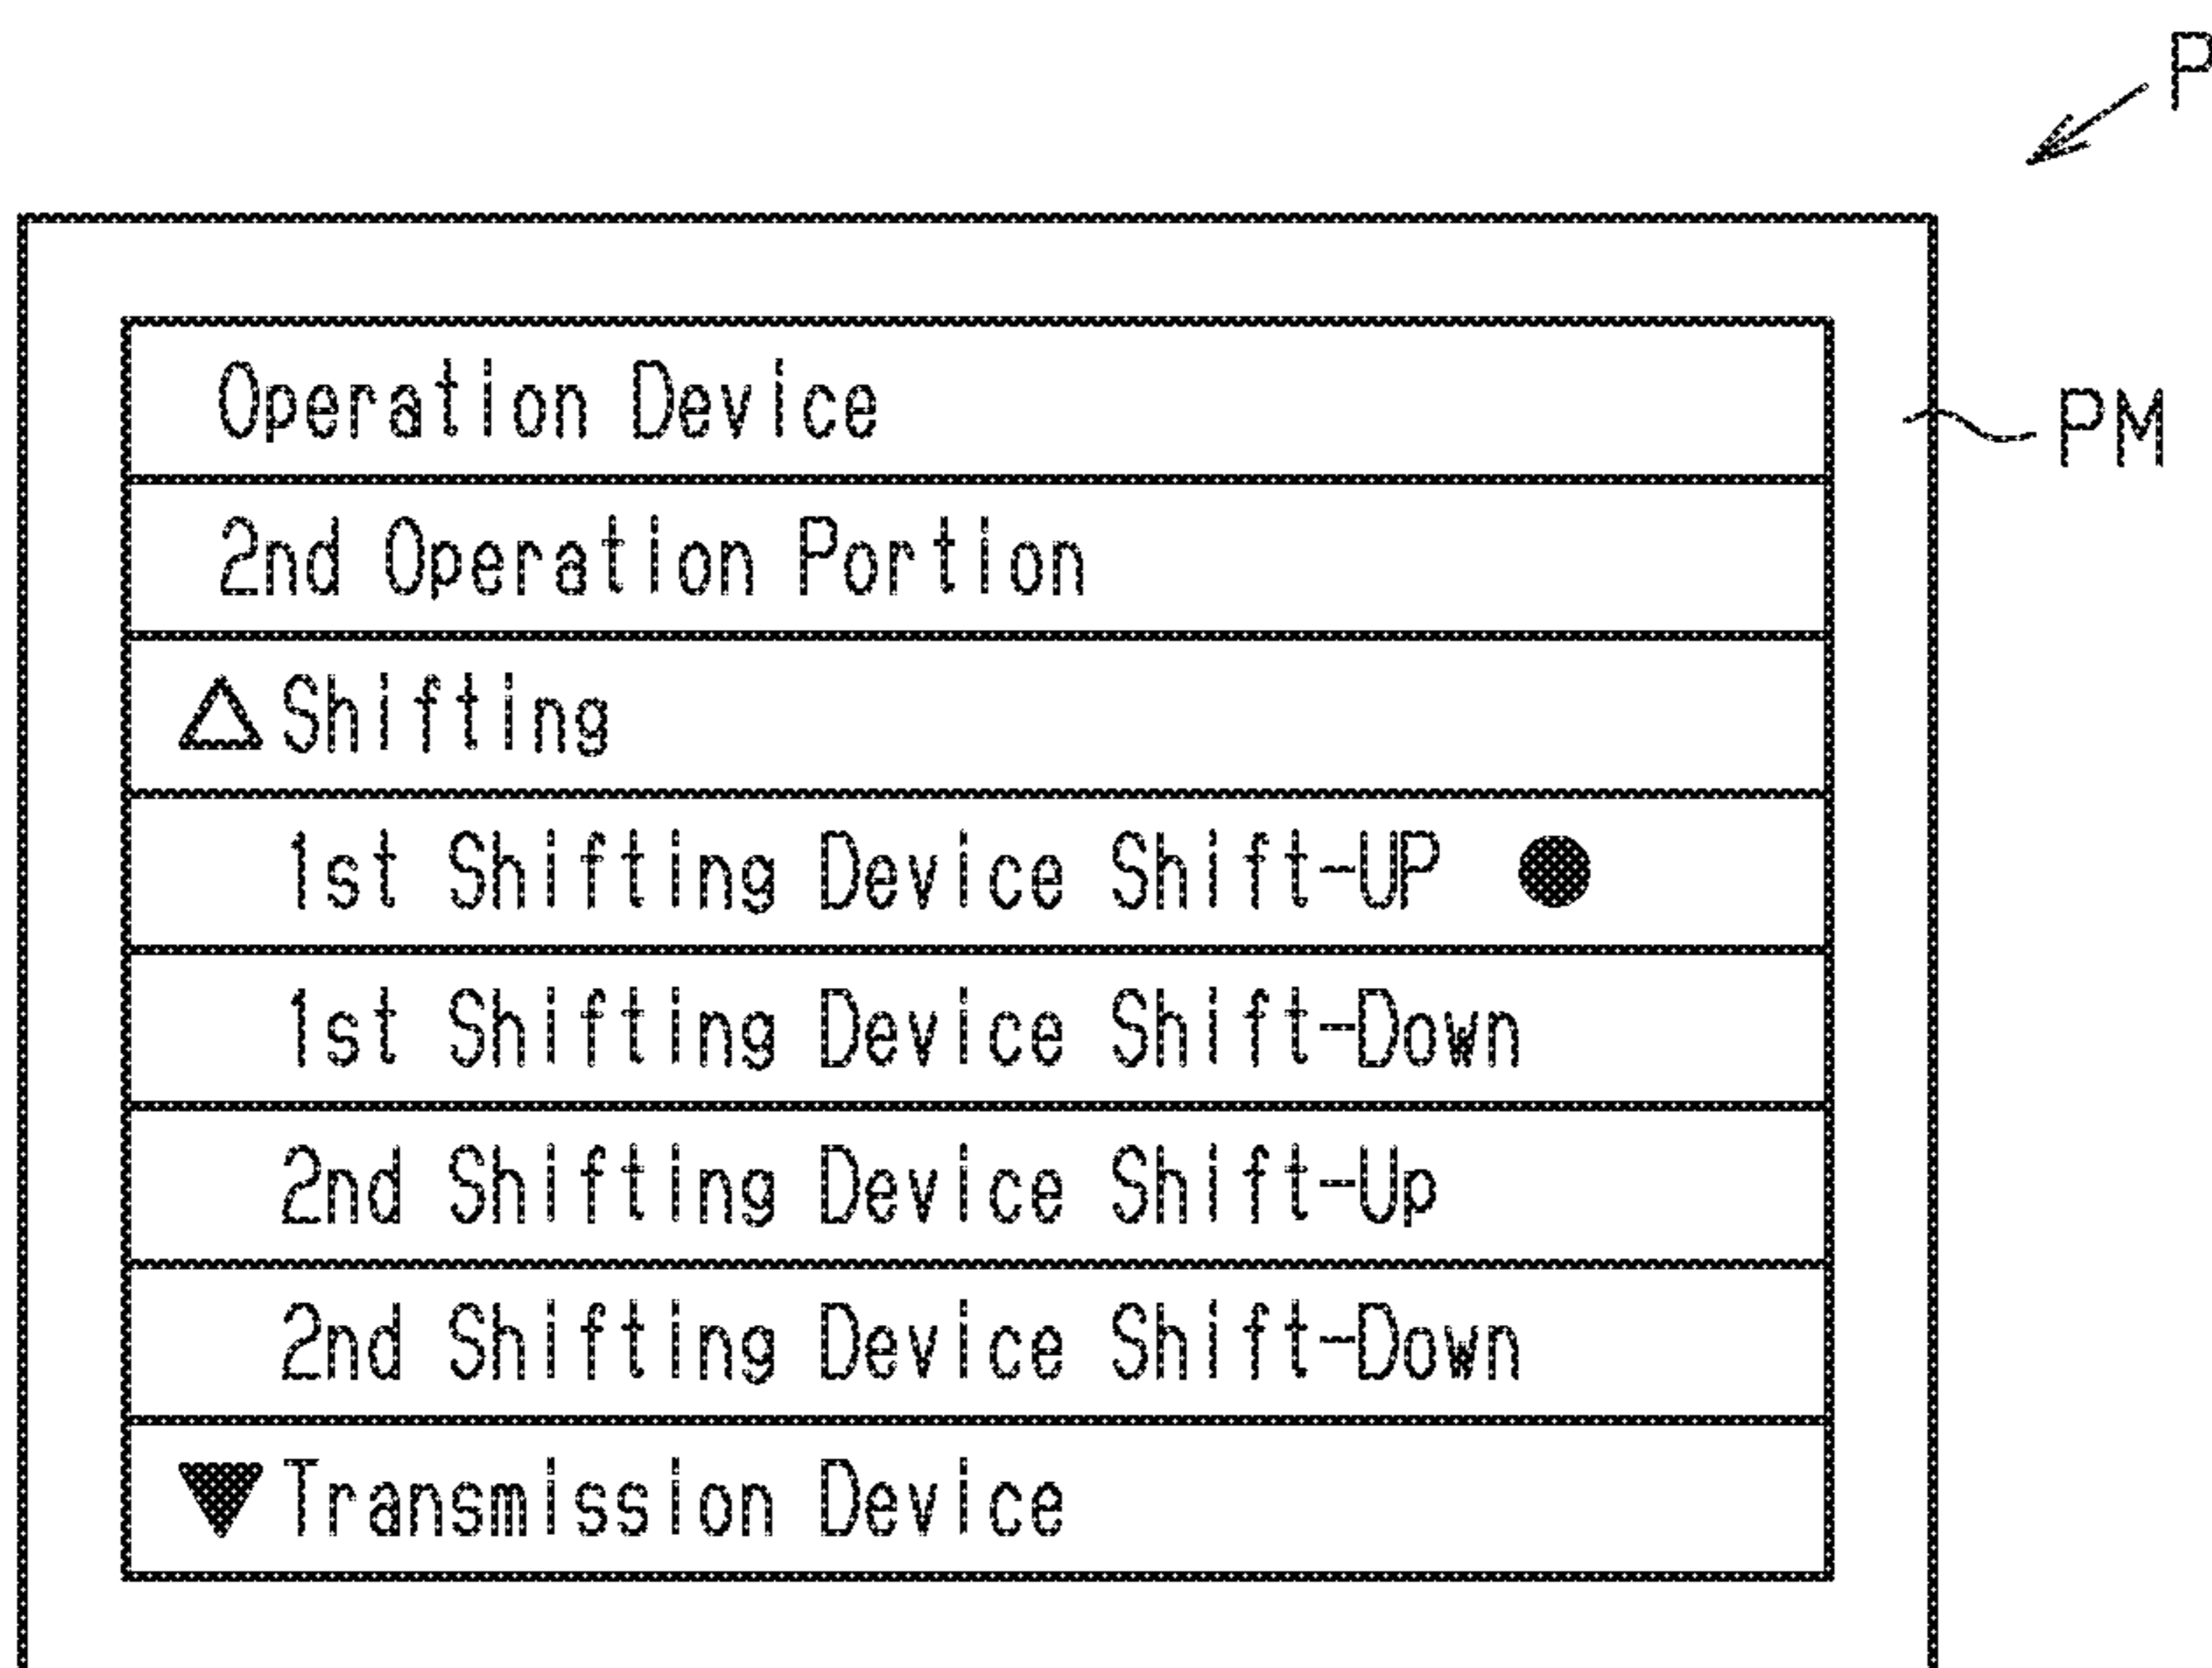 P
Operation Device
PM
2nd Operation Portion
Shifting
1st Shifting Device Shift-UP
1st Shifting Device Shift-Down
2nd Shifting Device Shift-Up
2nd Shifting Device Shift-Down
Transmission Device